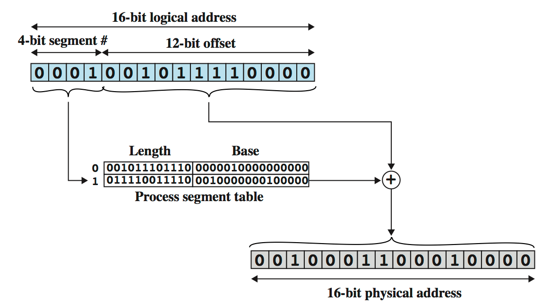 16-bit logical address
4-bit segment # 12-bit offset
0 0 0 1 0 0 1 0 1 1 1 1 0 0 0 0
Length Base
0 001011101110 0000010000000000
1 011110011110 0010000000100000
+
Process segment table
0 0 1 0 0 0 1 1 0 0 0 1 0 0 0 0
16-bit physical address